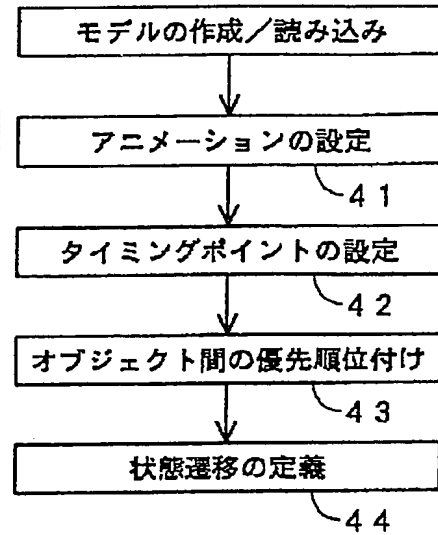 モデルの作成／読み込み
アニメーションの設定
41
タイミングポイントの設定
42
オブジェクト間の優先順位付け
43
状態遷移の定義
44